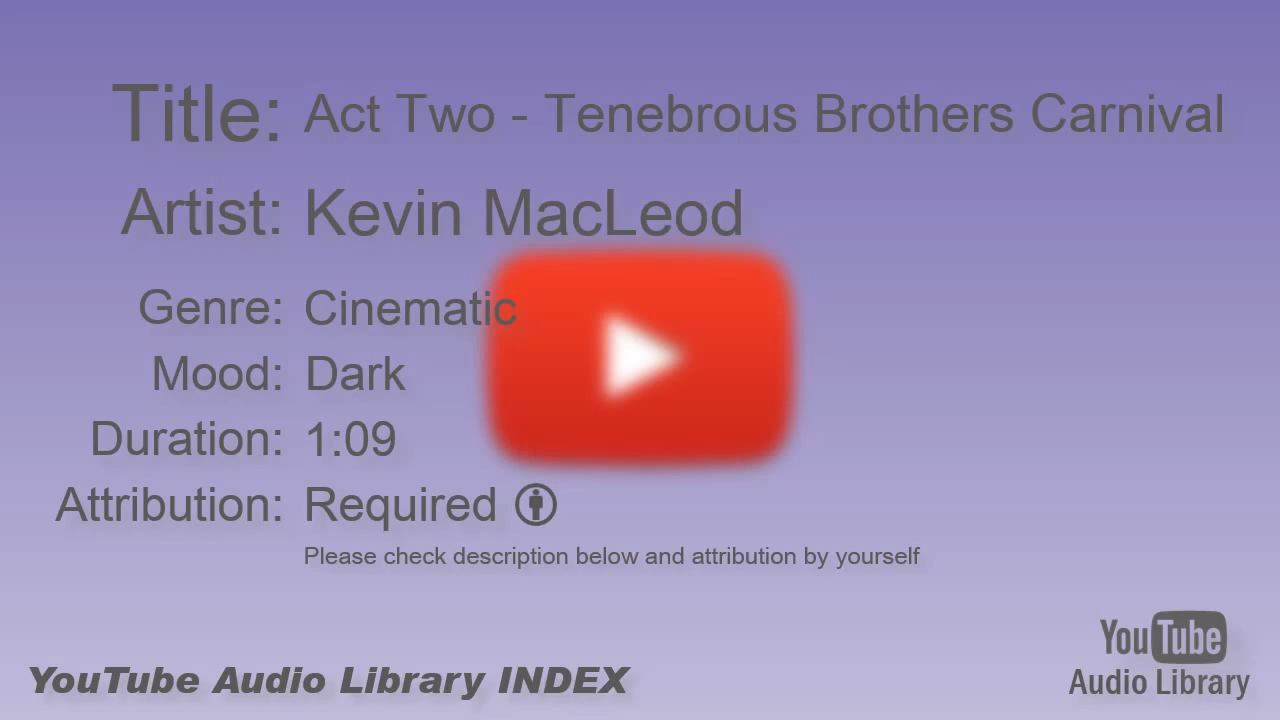 Title: Act Two - Tenebrous Brothers Carnival
Artist: Kevin MacLeod
Genre: Cinematic
Mood: Dark
Duration: 1:09
Attribution: Required
Please check description below and attribution by yourself
YouTube Audio Library INDEX
YouTube
Audio Library